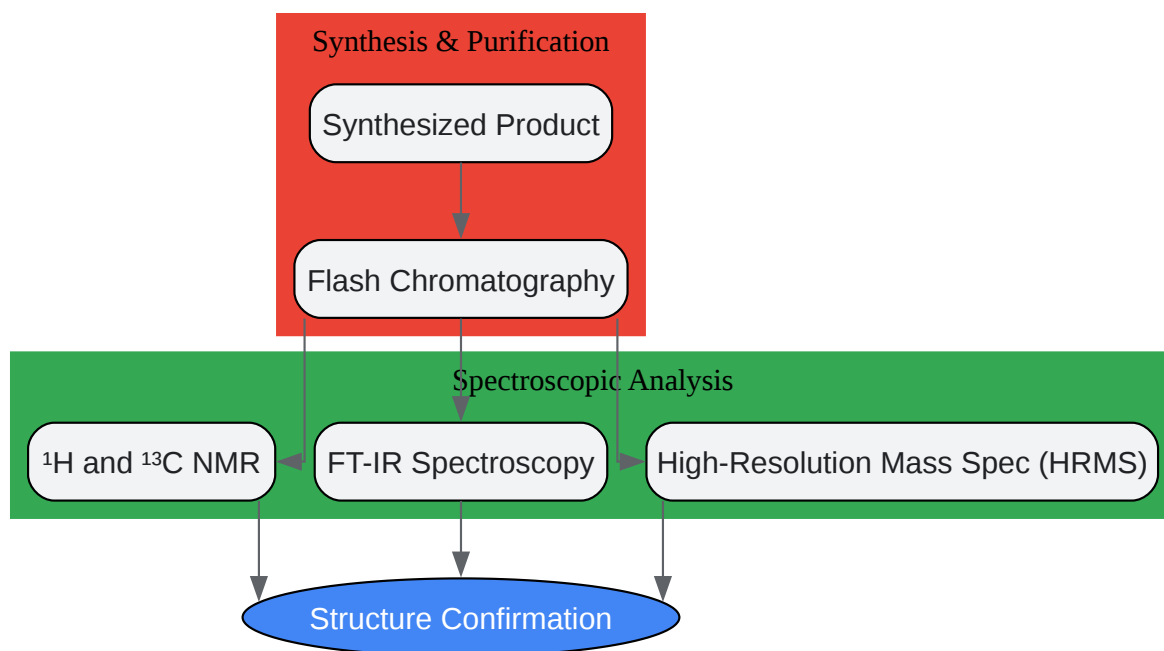 Synthesis & Purification
Synthesized Product
Flash Chromatography
Spectroscopic Analysis
¹H and ¹³C NMR
FT-IR Spectroscopy
High-Resolution Mass Spec (HRMS)
Structure Confirmation